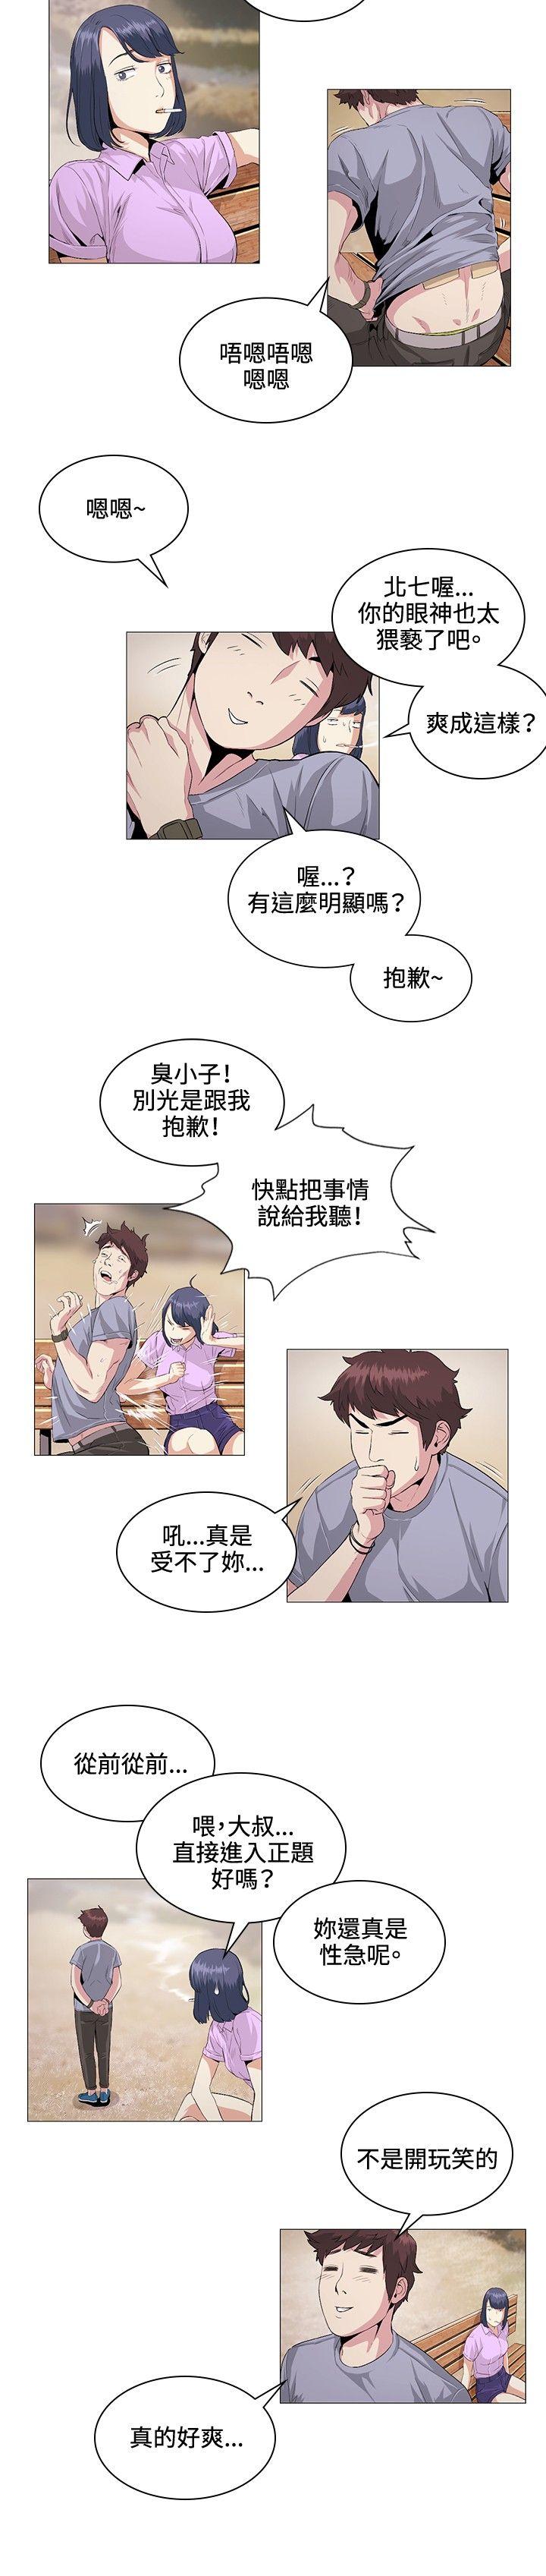 唔嗯唔嗯
嗯嗯
嗯嗯~
北七喔...
你的眼神也太
猥褻了吧。
爽成這樣？
喔...？
有這麼明顯嗎？
抱歉~
臭小子！
別光是跟我
抱歉！
快點把事情
說給我聽！
吼...真是
受不了妳...
從前從前...
喂，大叔...
直接進入正題
好嗎？
妳還真是
性急呢。
不是開玩笑的
真的好爽...